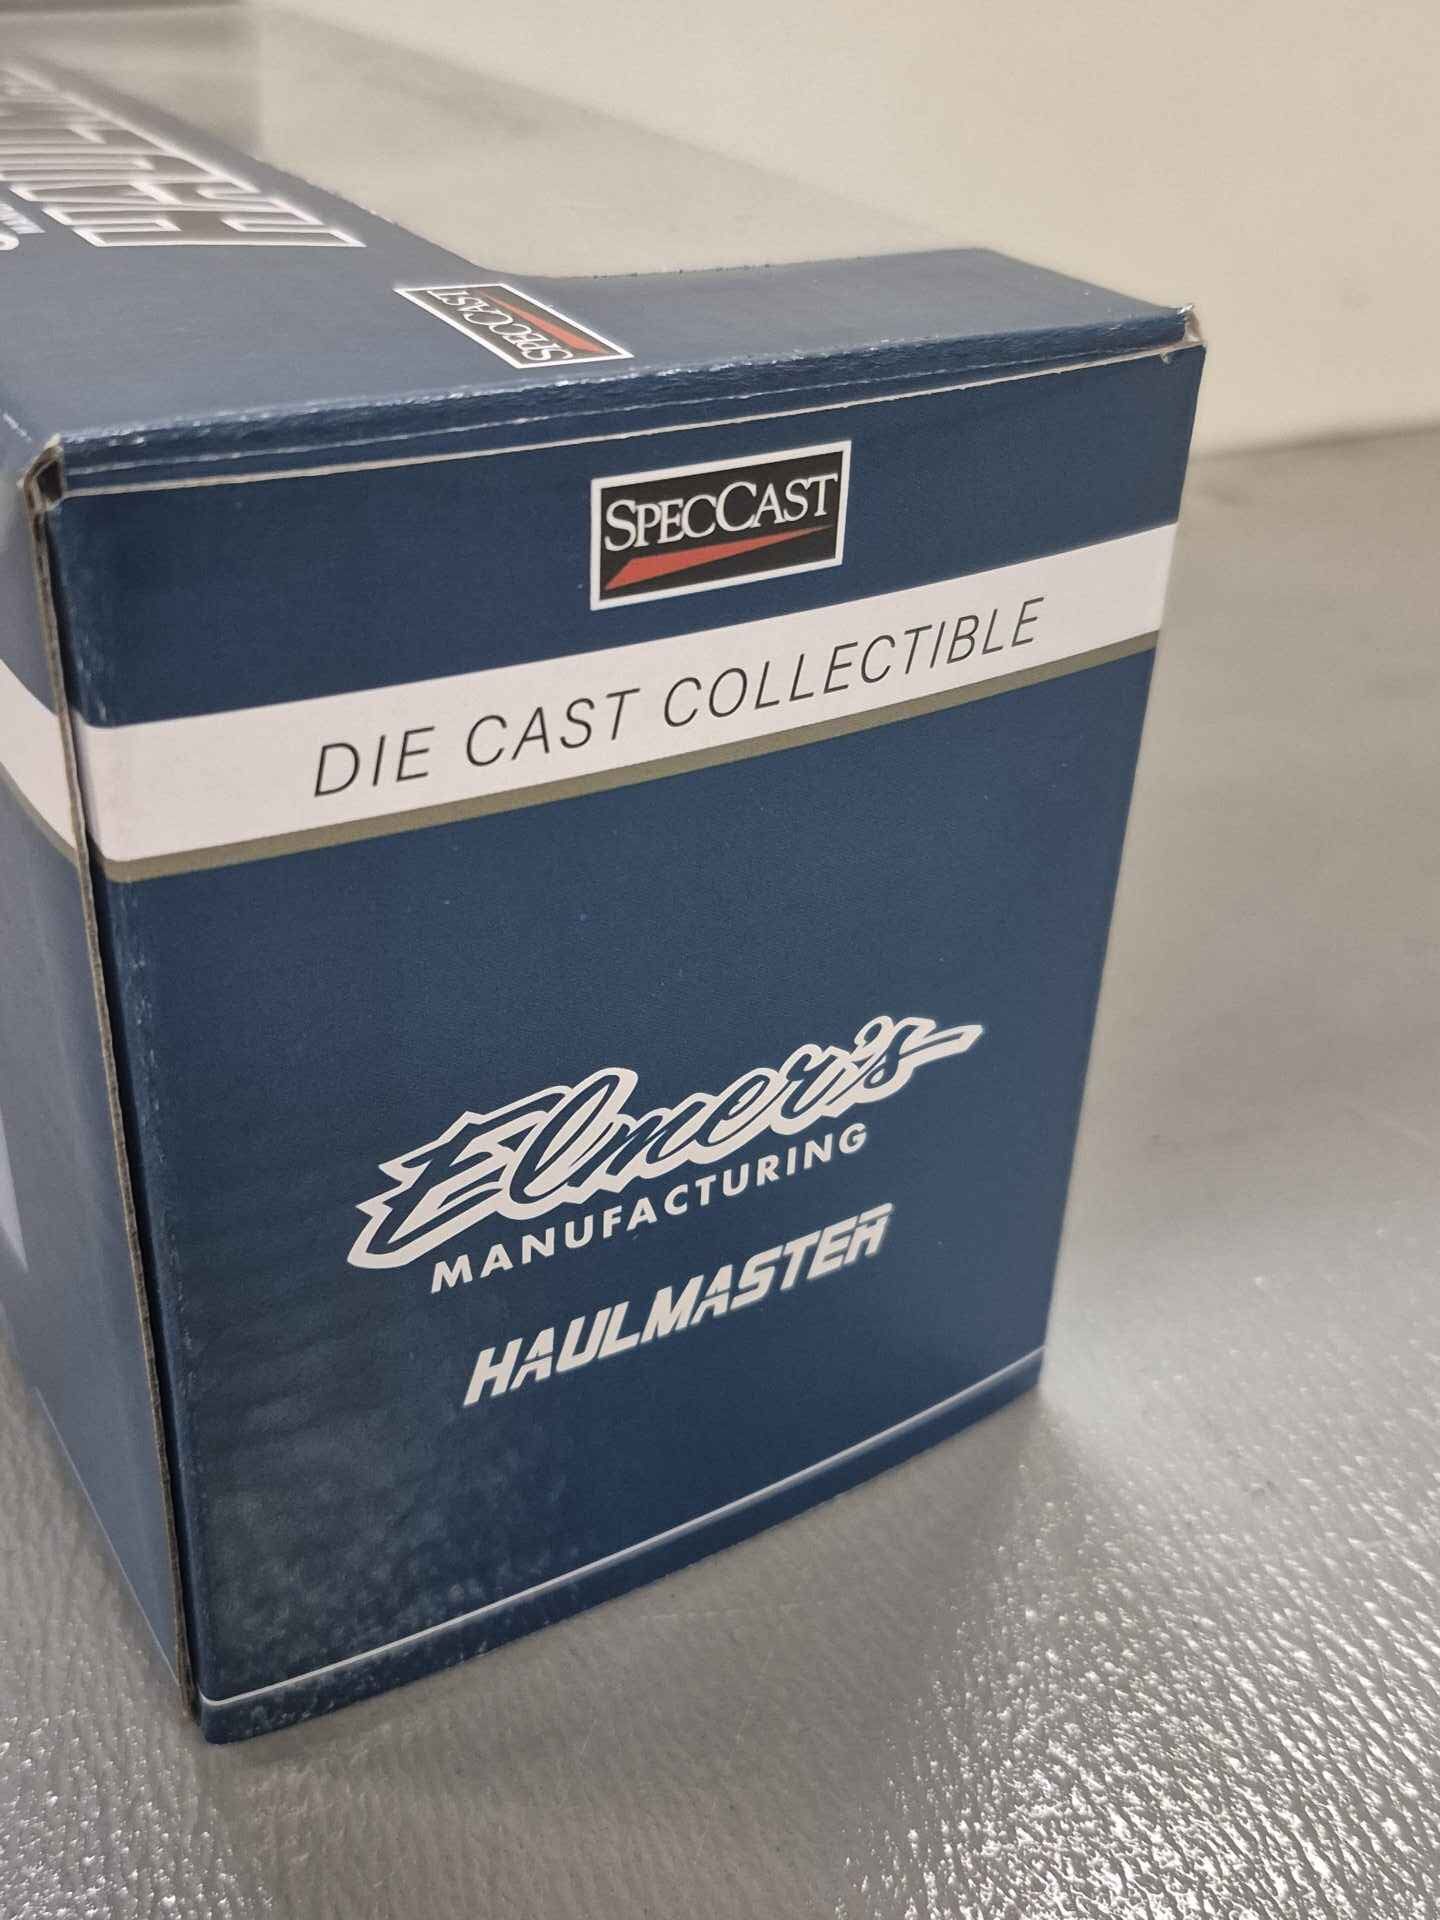 SPECCAST
SPECCAST
DIE CAST COLLECTIBLE
Elmer's
MANUFACTURING
HAULMASTER